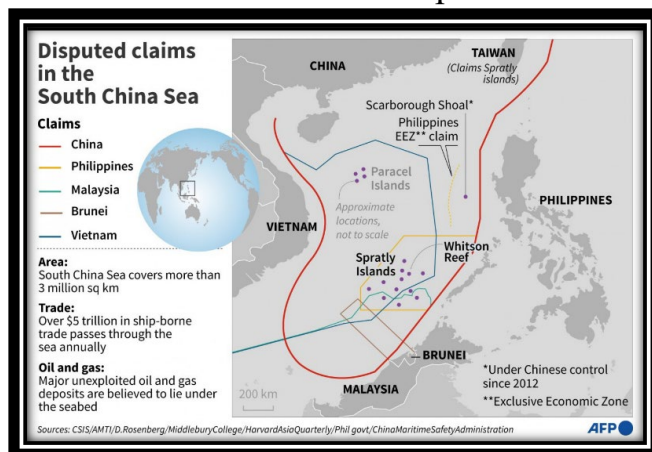 Disputed claims
in the
South China Sea
Claims
China
Philippines
Malaysia
Brunei
Vietnam
Area:
South China Sea covers more than
3 million sq km
Trade:
Over $5 trillion in ship-borne
trade passes through the
sea annually
Oil and gas:
Major unexploited oil and gas
deposits are believed to lie under
the seabed
CHINA
TAIWAN
(Claims Spratly
islands)
Scarborough Shoal*
Philippines
EEZ** claim
Paracel
Islands
Approximate
locations,
not to scale
PHILIPPINES
VIETNAM
Spratly
Islands
Whitson
Reef
BRUNEI
MALAYSIA
200 km
*Under Chinese control
since 2012
**Exclusive Economic Zone
Sources: CSIS/AMTI/D.Rosenberg/MiddleburyCollege/HarvardAsiaQuarterly/Phil govt/ChinaMaritimeSafetyAdministration
AFP